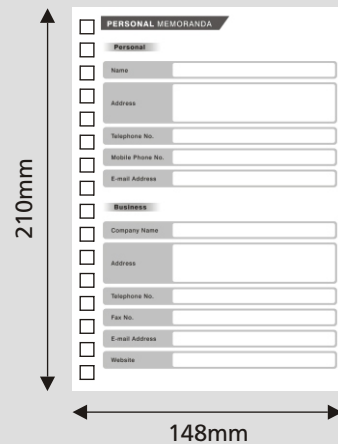 PERSONAL MEMORANDA
Personal
Name
Address
Telephone No.
Mobile Phone No.
E-mail Address
Business
Company Name
Address
Telephone No.
Fax No.
E-mail Address
Website
210mm
148mm